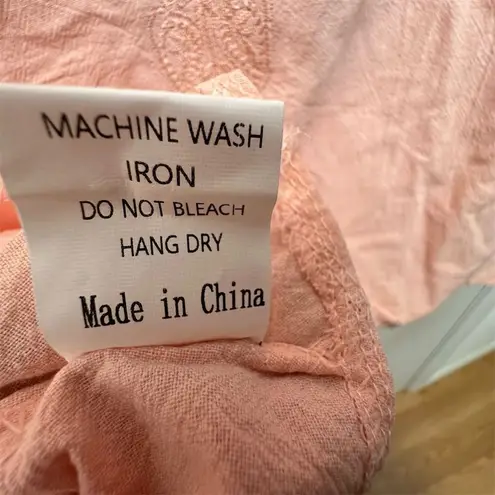 MACHINE WASH
IRON
DO NOT BLEACH
HANG DRY
Made in China